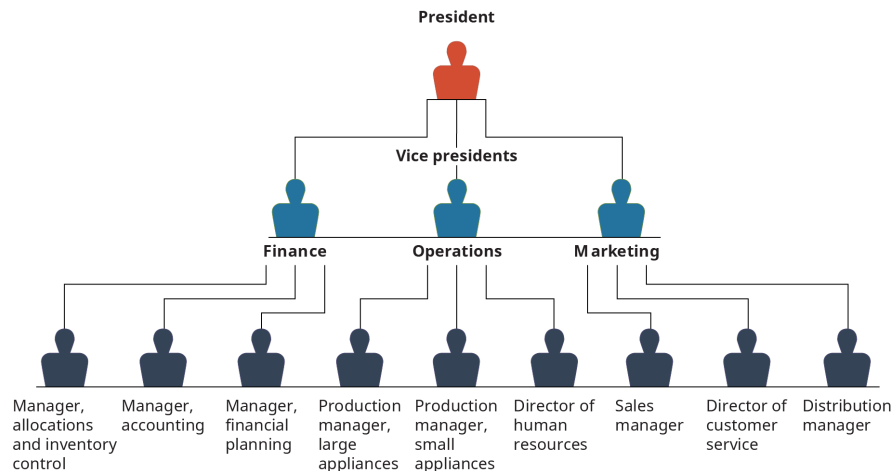 President
Vice presidents
Finance
Operations
Marketing
Manager,
allocations
and inventory
control
Manager,
accounting
Manager,
financial
planning
Production
manager,
large
appliances
Production
manager,
small
appliances
Director of
human
resources
Sales
manager
Director of
customer
service
Distribution
manager